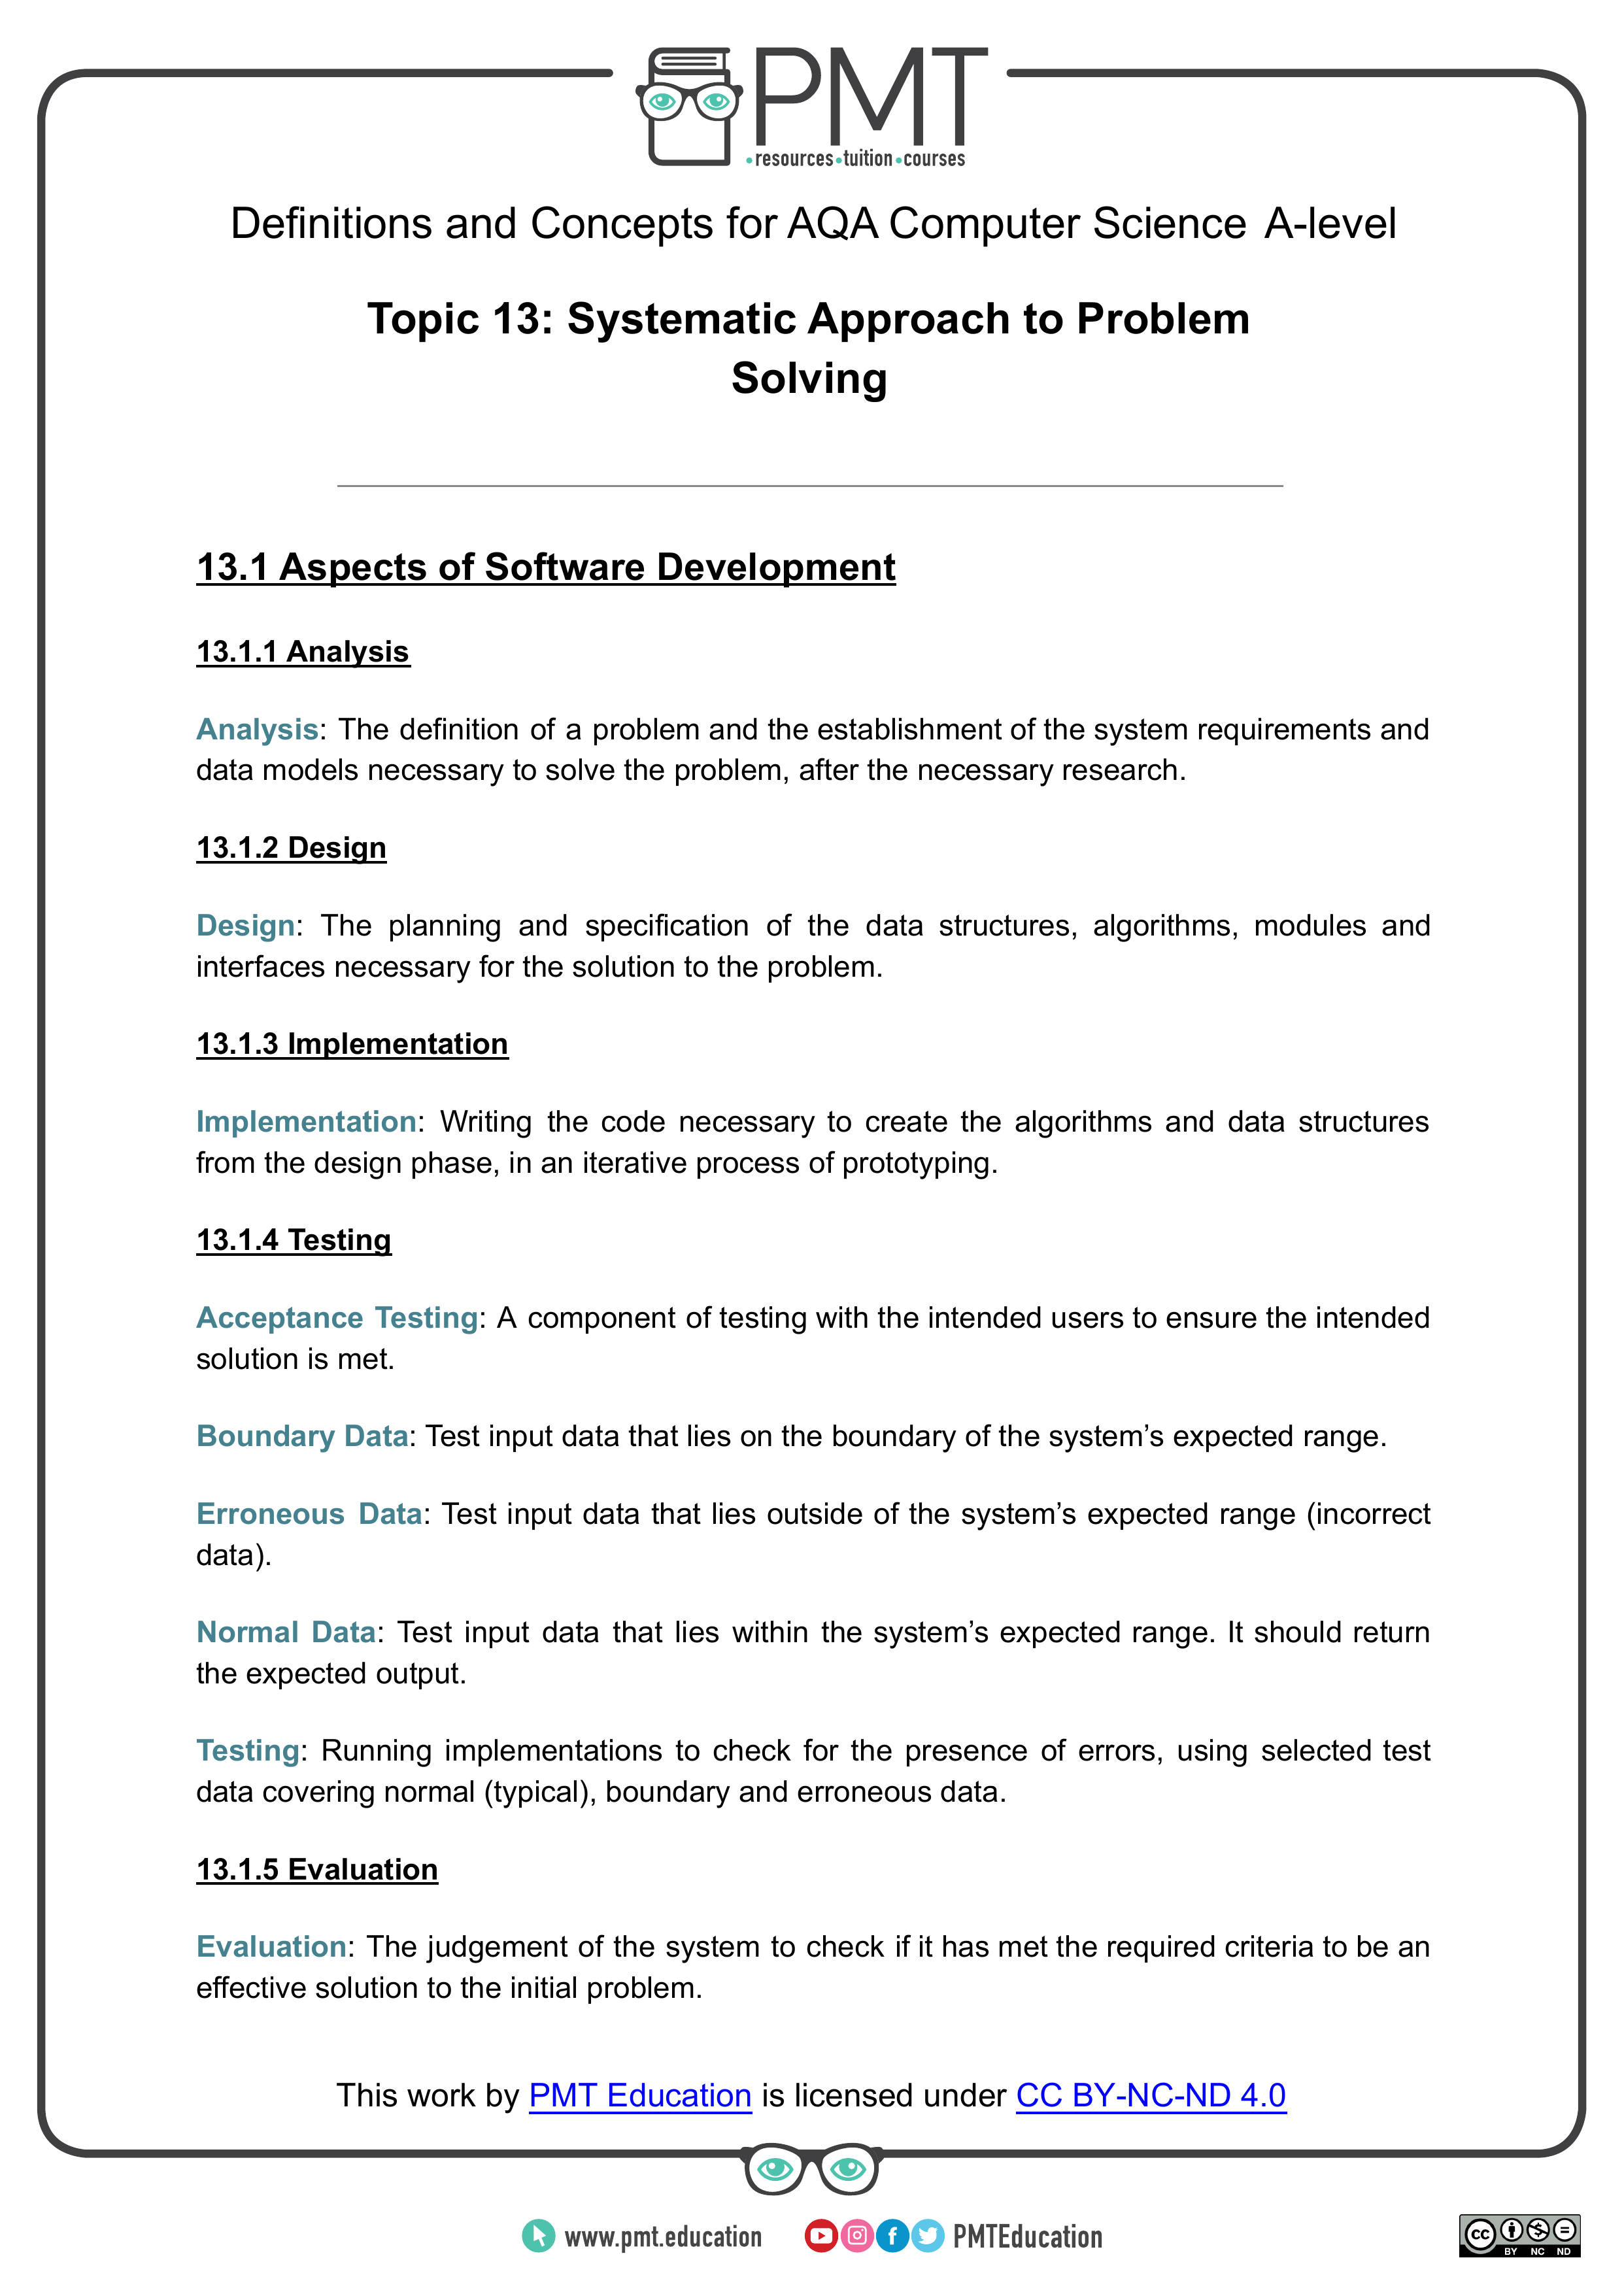 PMT
resources tuition courses
Definitions and Concepts for AQA Computer Science A-level
Topic 13: Systematic Approach to Problem
Solving
13.1 Aspects of Software Development
13.1.1 Analysis
Analysis: The definition of a problem and the establishment of the system requirements and
data models necessary to solve the problem, after the necessary research.
13.1.2 Design
Design: The planning and specification of the data structures, algorithms, modules and
interfaces necessary for the solution to the problem.
13.1.3 Implementation
Implementation: Writing the code necessary to create the algorithms and data structures
from the design phase, in an iterative process of prototyping.
13.1.4 Testing
Acceptance Testing: A component of testing with the intended users to ensure the intended
solution is met.
Boundary Data: Test input data that lies on the boundary of the system’s expected range.
Erroneous Data: Test input data that lies outside of the system’s expected range (incorrect
data).
Normal Data: Test input data that lies within the system’s expected range. It should return
the expected output.
Testing: Running implementations to check for the presence of errors, using selected test
data covering normal (typical), boundary and erroneous data.
13.1.5 Evaluation
Evaluation: The judgement of the system to check if it has met the required criteria to be an
effective solution to the initial problem.
This work by PMT Education is licensed under CC BY-NC-ND 4.0
www.pmt.education PMTEducation
cc BY NC ND